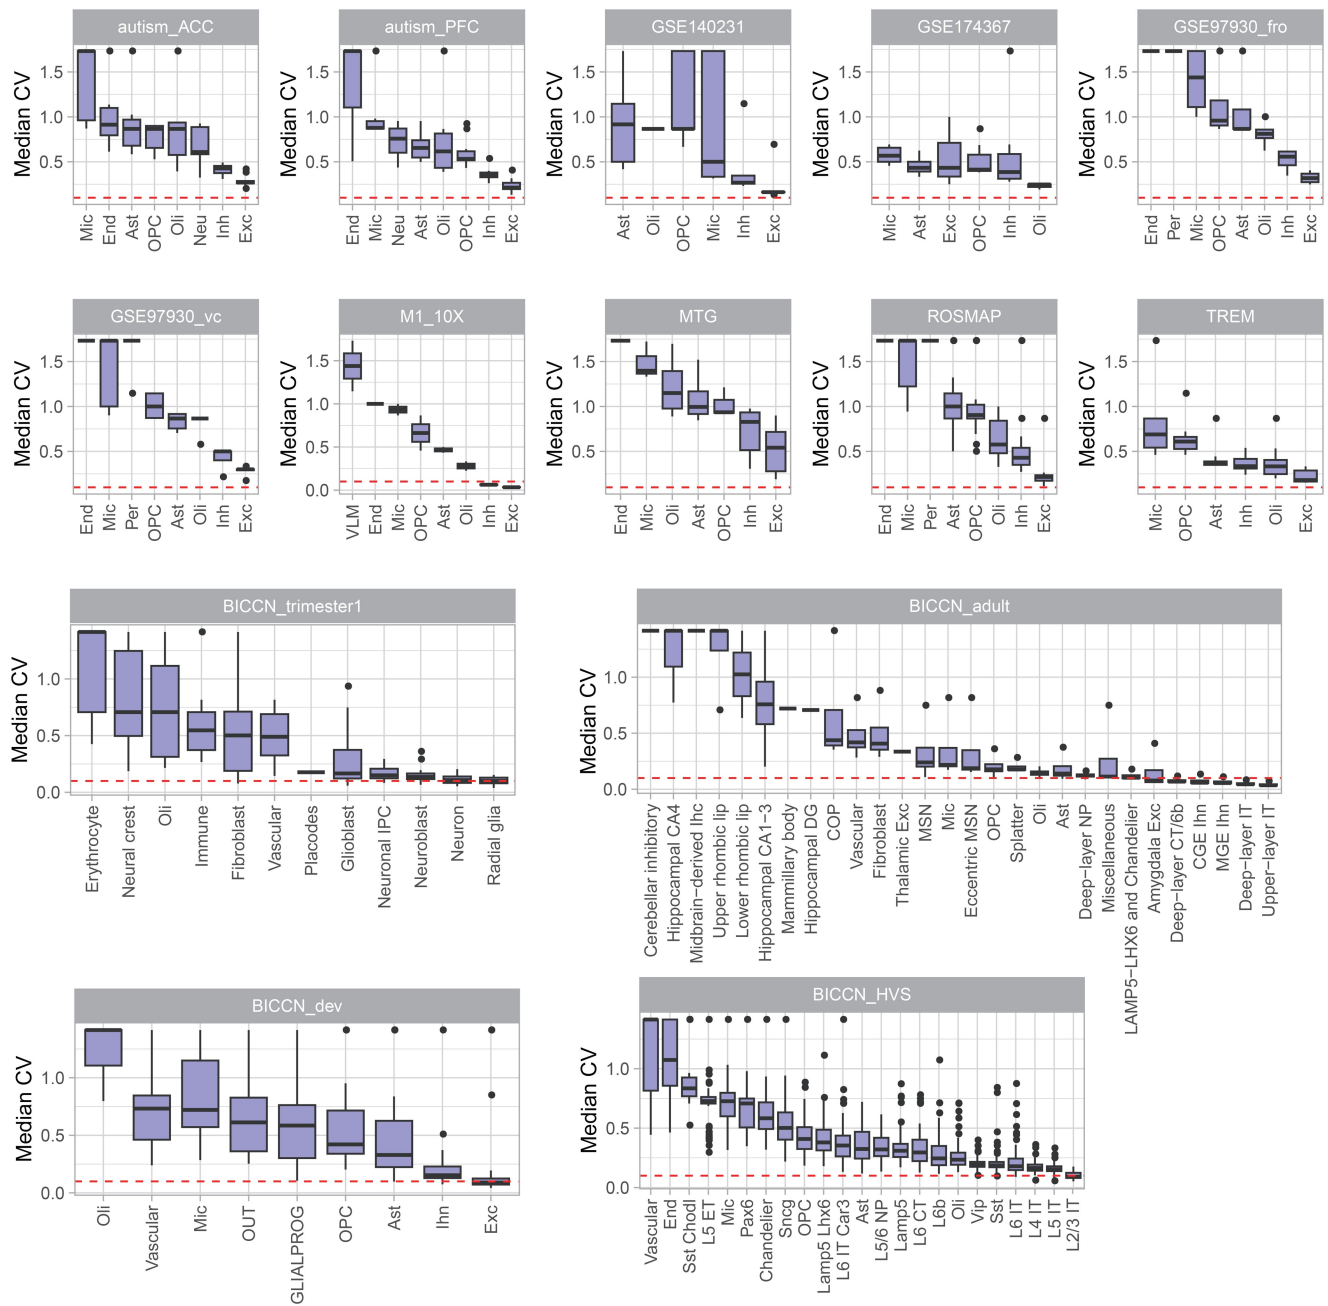 autism_ACC
autism_PFC
GSE140231
GSE174367
GSE97930_fro
Median CV
1.5
1.0
0.5
Mic End Ast OPC Oli Neu Inh Exc
Median CV
1.5
1.0
0.5
End Mic Neu Ast Oli OPC Inh Exc
Median CV
1.5
1.0
0.5
Ast Oli OPC Mic Inh Exc
Median CV
1.5
1.0
0.5
Mic Ast Exc OPC Inh Oli
Median CV
1.5
1.0
0.5
End Per Mic OPC Ast Oli Inh Exc
GSE97930_vc
M1_10X
MTG
ROSMAP
TREM
Median CV
1.5
1.0
0.5
End Mic Per OPC Ast Oli Inh Exc
Median CV
1.5
1.0
0.5
0.0
VLM End Mic OPC Ast Oli Inh Exc
Median CV
1.5
1.0
0.5
End Mic Oli Ast OPC Inh Exc
Median CV
1.5
1.0
0.5
End Mic Per Ast OPC Oli Inh Exc
Median CV
1.5
1.0
0.5
Mic OPC Ast Inh Oli Exc
BICCN_trimester1
Median CV
1.0
0.5
0.0
Erythrocyte
Neural crest
Oli
Immune
Fibroblast
Vascular
Placodes
Glioblast
Neuronal IPC
Neuroblast
Neuron
Radial glia
BICCN_adult
Median CV
1.0
0.5
0.0
Cerebellar inhibitory
Hippocampal CA4
Midbrain−derived Ihc
Upper rhombic lip
Lower rhombic lip
Hippocampal CA1−3
Mammillary body
Hippocampal DG
COP
Vascular
Fibroblast
Thalamic Exc
MSN
Mic
Eccentric MSN
OPC
Splatter
Oli
Ast
Deep−layer NP
Miscellaneous
LAMP5−LHX6 and Chandelier
Amygdala Exc
Deep−layer CT/6b
CGE Ihn
MGE Ihn
Deep−layer IT
Upper−layer IT
BICCN_dev
Median CV
1.0
0.5
0.0
Oli
Vascular
Mic
OUT
GLIALPROG
OPC
Ast
Ihn
Exc
BICCN_HVS
Median CV
1.0
0.5
0.0
Vascular
End
Sst Chodl
L5 ET
Mic
Pax6
Chandelier
Sncg
OPC
Lamp5 Lhx6
L6 IT Car3
Ast
L5/6 NP
Lamp5
L6 CT
L6b
Oli
Vip
Sst
L6 IT
L4 IT
L5 IT
L2/3 IT